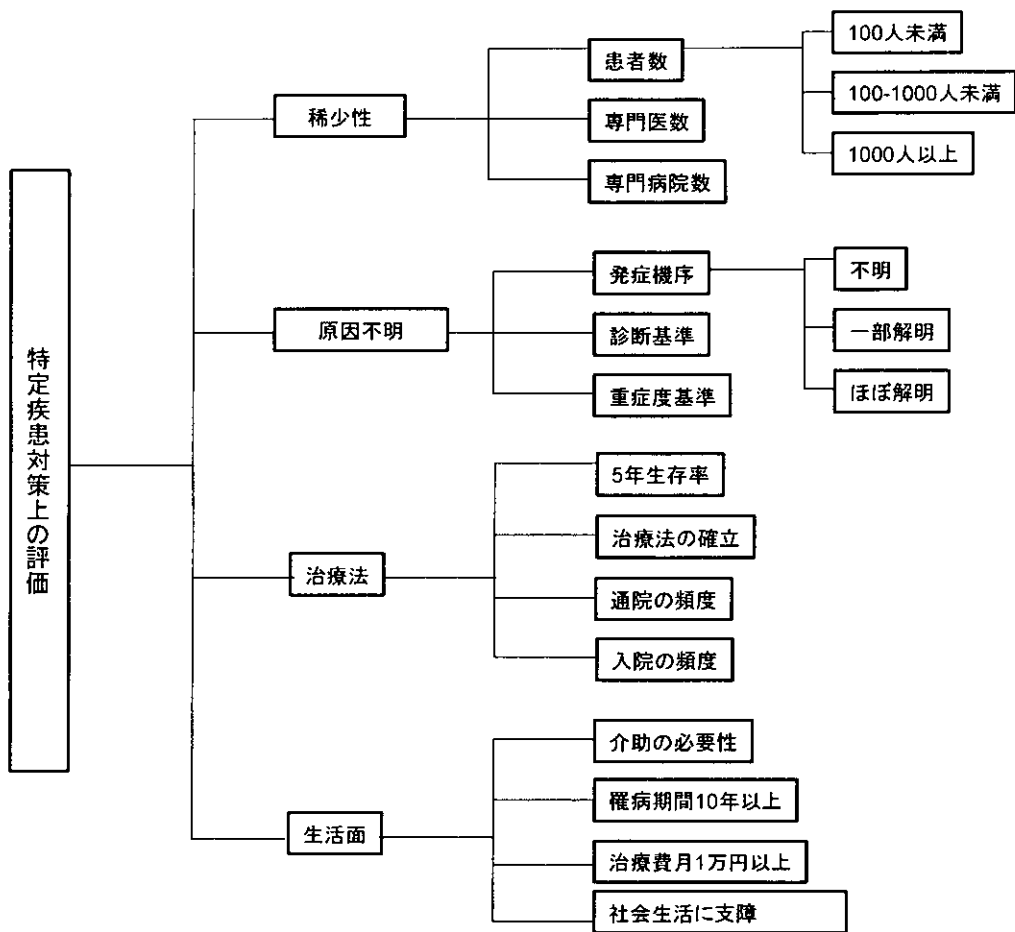 特定疾患対策上の評価
稀少性
患者数
100人未満
100-1000人未満
1000人以上
専門医数
専門病院数
原因不明
発症機序
不明
一部解明
ほぼ解明
診断基準
重症度基準
治療法
5年生存率
治療法の確立
通院の頻度
入院の頻度
生活面
介助の必要性
罹病期間10年以上
治療費月1万円以上
社会生活に支障